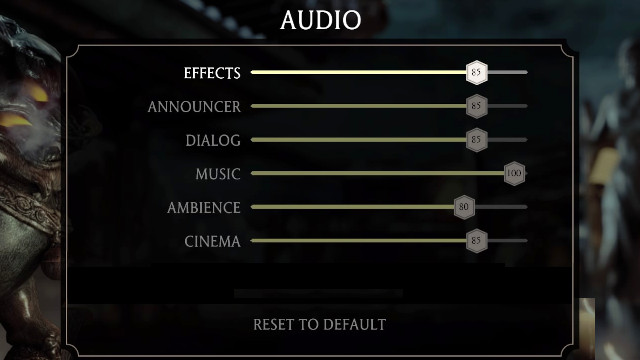 AUDIO
EFFECTS 85
ANNOUNCER 85
DIALOG 85
MUSIC 100
AMBIENCE 80
CINEMA 85
RESET TO DEFAULT